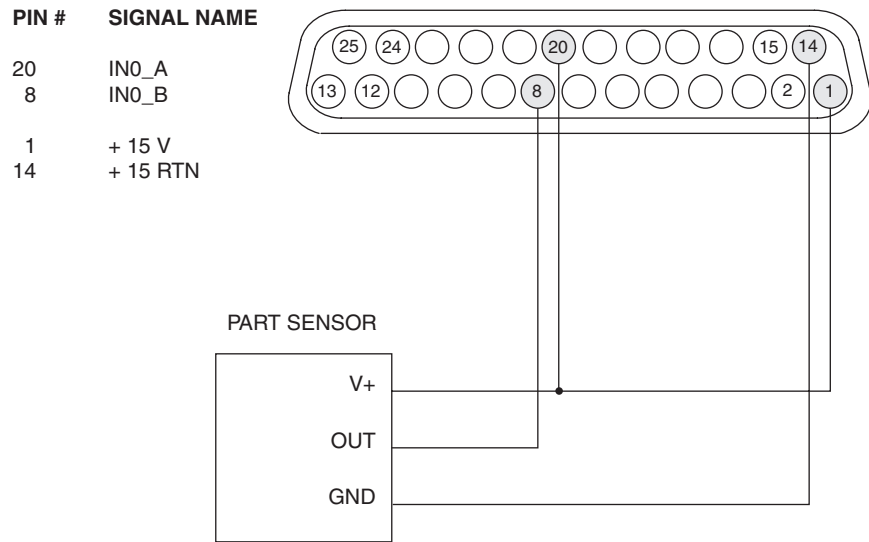 PIN # SIGNAL NAME
20 IN0_A
8 IN0_B
1 + 15 V
14 + 15 RTN
25 24 20 15 14
13 12 8 2 1
PART SENSOR
V+
OUT
GND